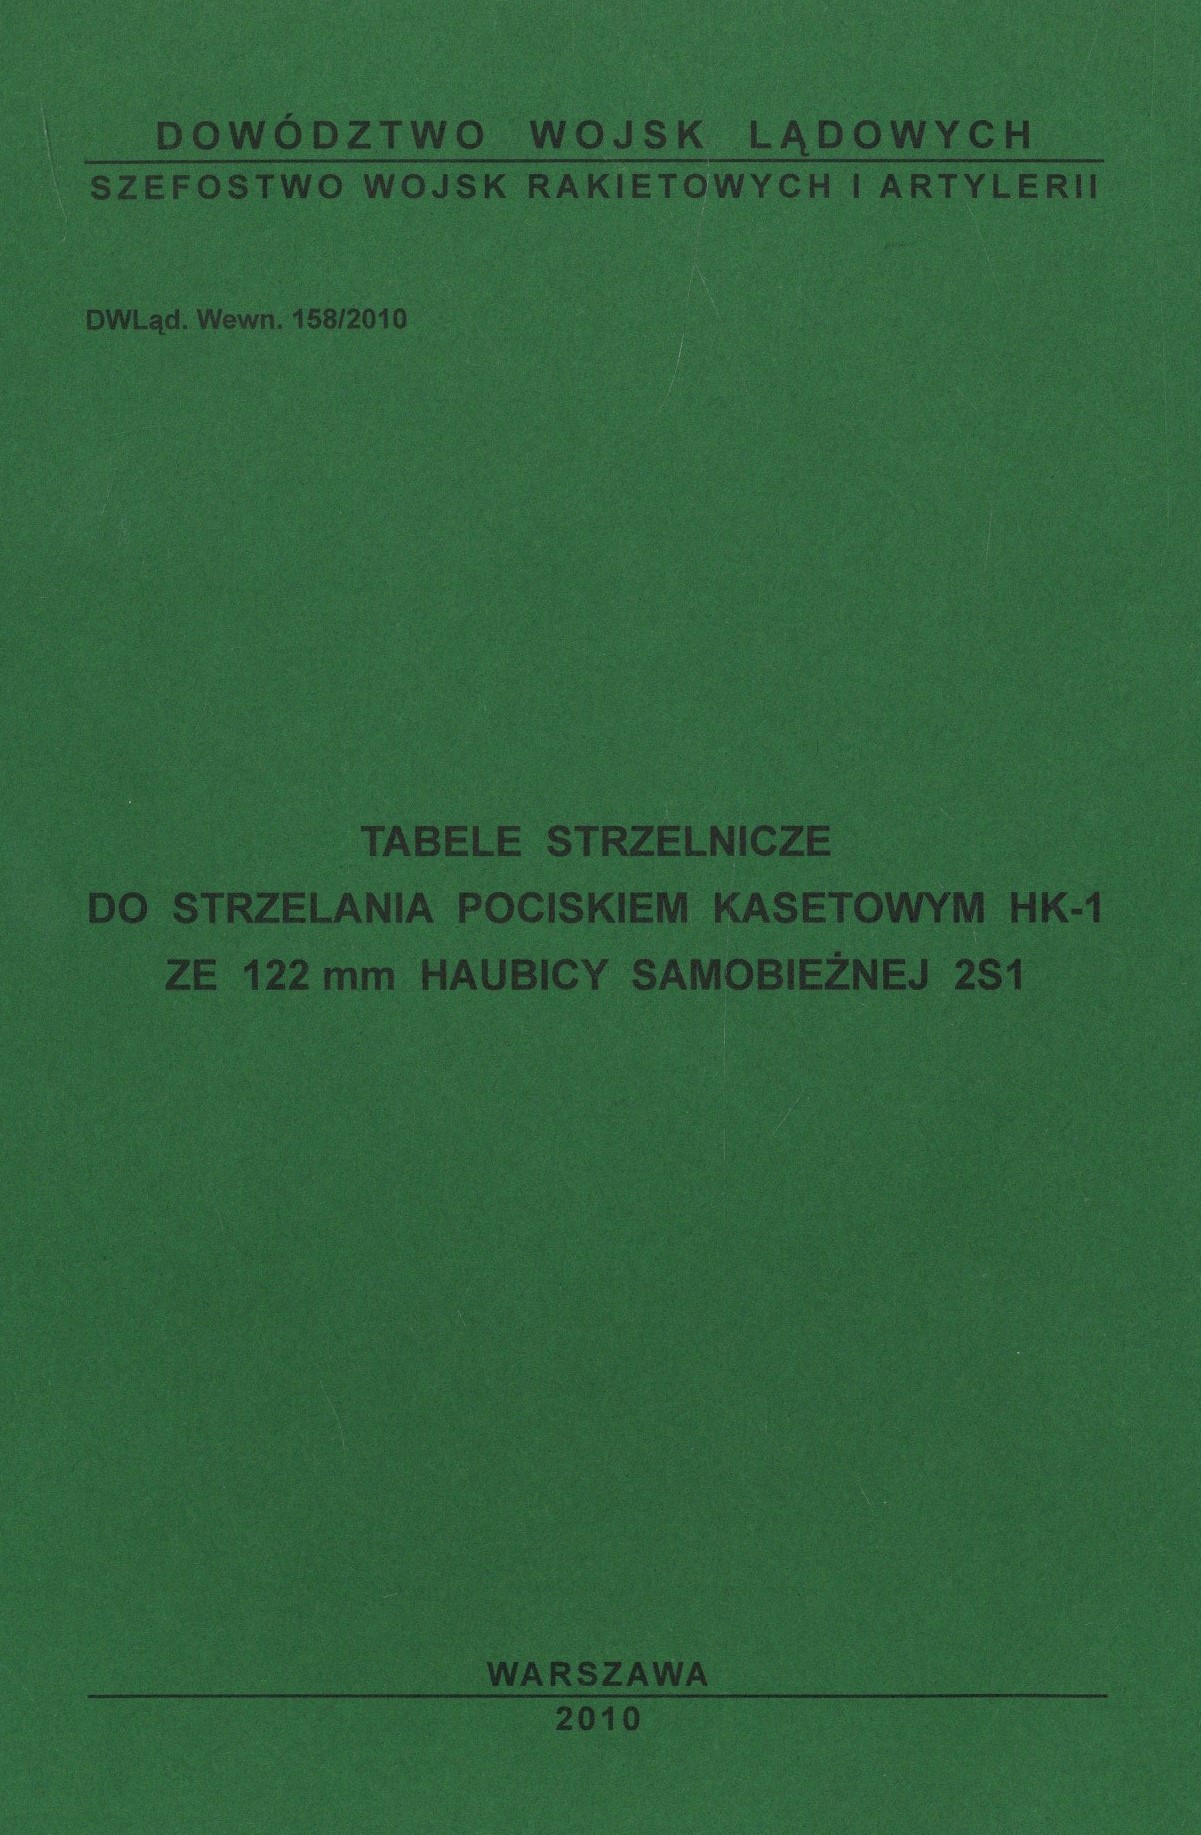 DOWÓDZTWO WOJSK LĄDOWYCH
SZEFOSTWO WOJSK RAKIETOWYCH I ARTYLERII
DWLąd. Wewn. 158/2010
TABELE STRZELNICZE
DO STRZELANIA POCISKIEM KASETOWYM HK-1
ZE 122 mm HAUBICY SAMOBIEŻNEJ 2S1
WARSZAWA
2010